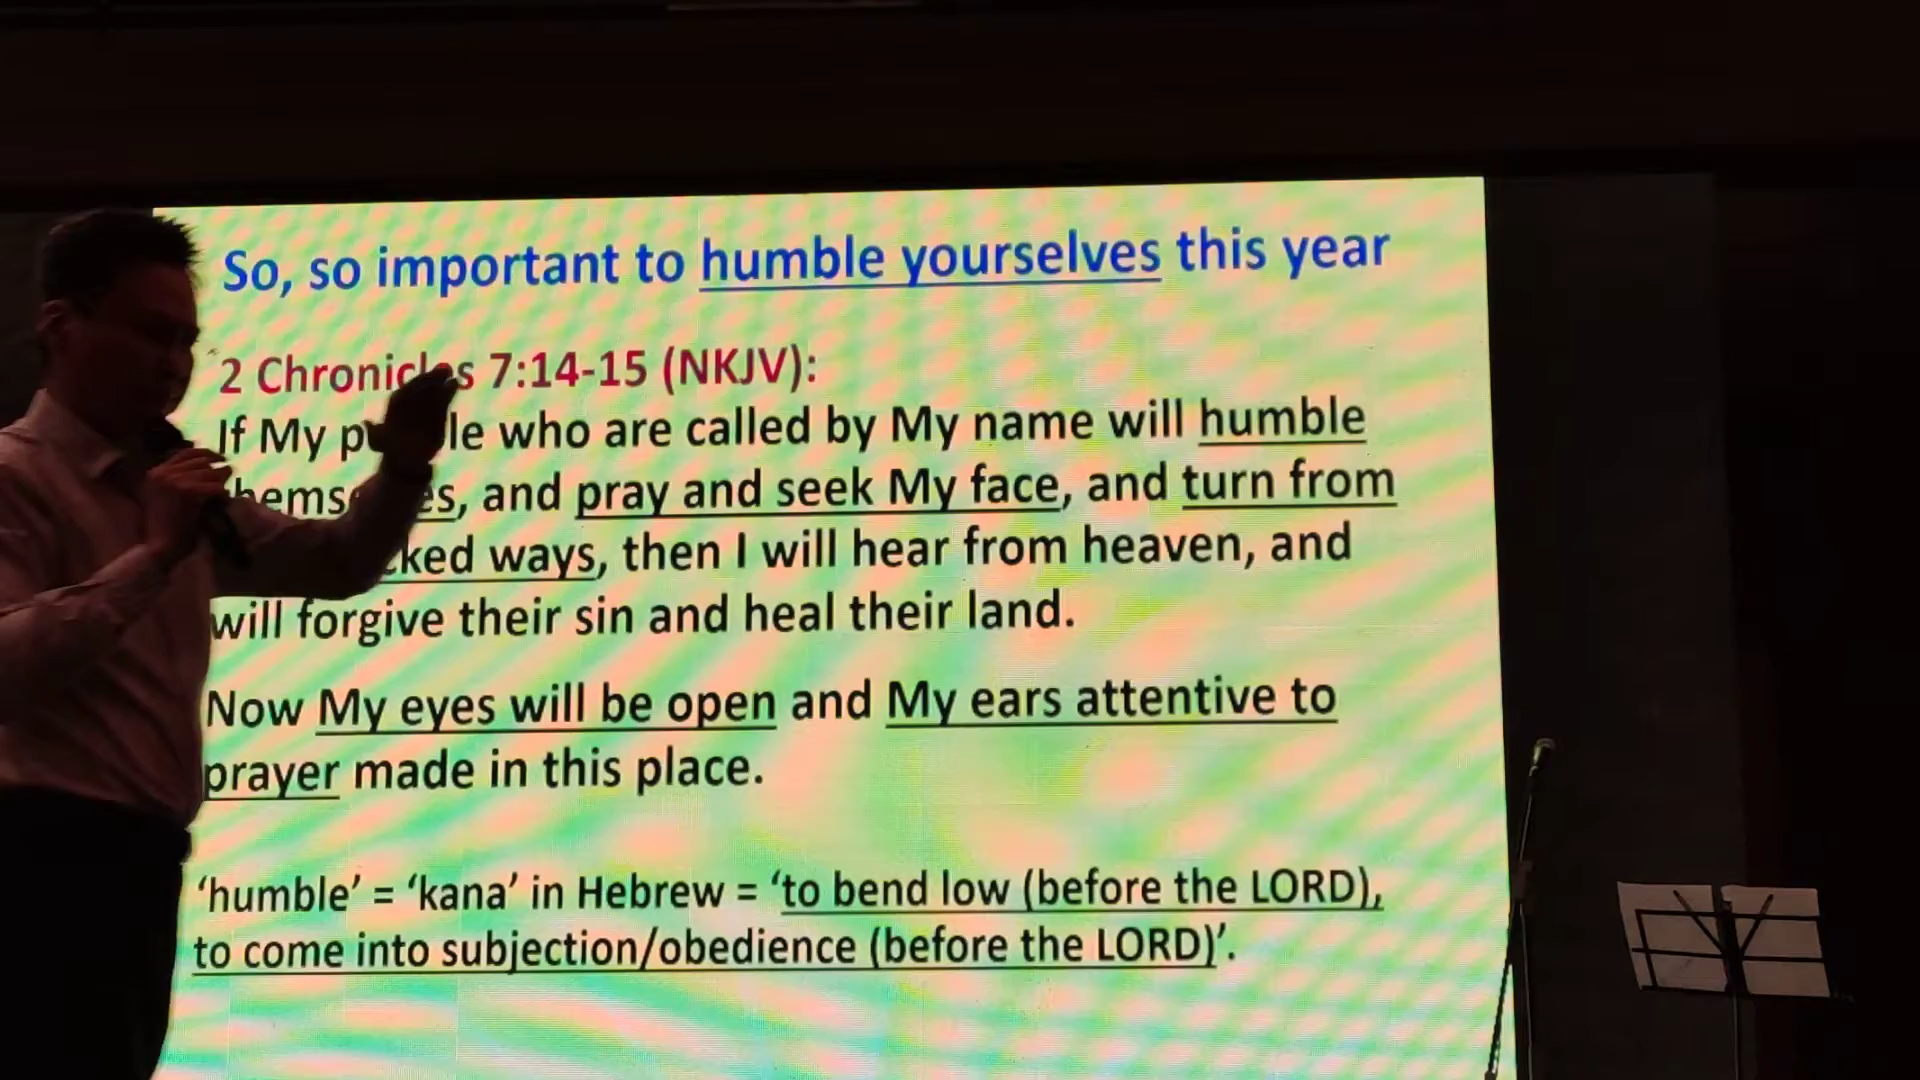 So, so important to humble yourselves this year
2 Chronicles 7:14-15 (NKJV):
If My who are called by My name will humble
and pray and seek My face, and turn from
ways, then I will hear from heaven, and
will forgive their sin and heal their land.
Now My eyes will be open and My ears attentive to
prayer made in this place.
‘humble’ = ‘kana’ in Hebrew = ‘to bend low (before the LORD),
to come into subjection/obedience (before the LORD)’.